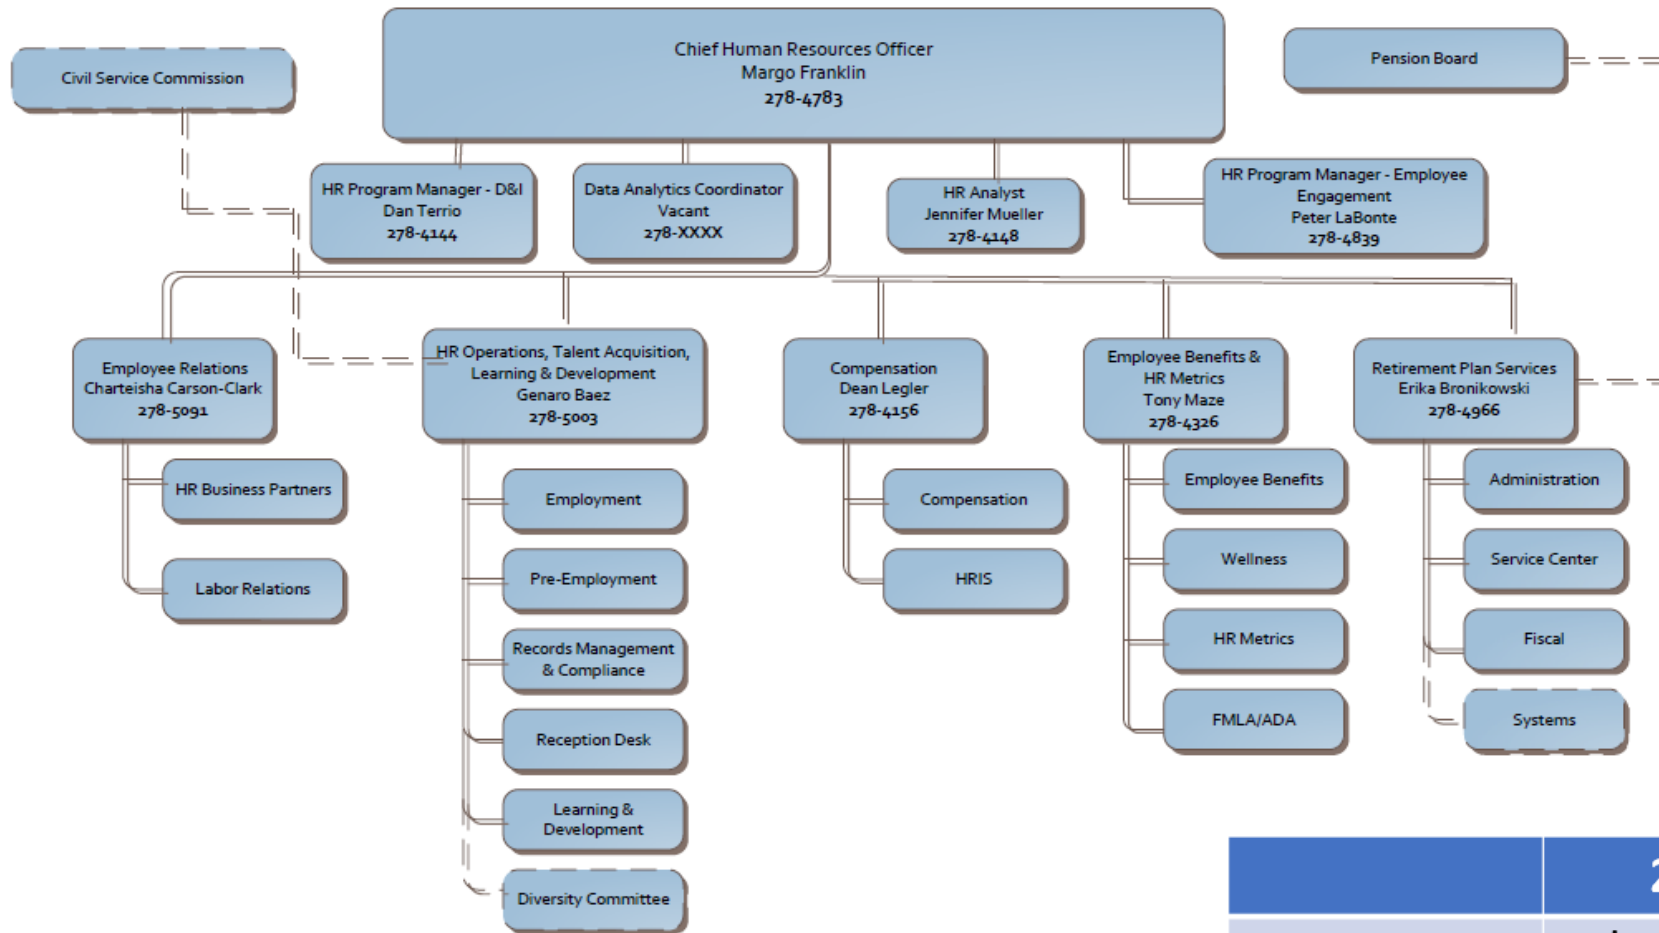 Chief Human Resources Officer
Margo Franklin
278-4783
Civil Service Commission
Pension Board
HR Program Manager - D&I
Dan Terrio
278-4144
Data Analytics Coordinator
Vacant
278-XXXX
HR Analyst
Jennifer Mueller
278-4148
HR Program Manager - Employee
Engagement
Peter LaBonte
278-4839
Employee Relations
Charteisha Carson-Clark
278-5091
HR Operations, Talent Acquisition,
Learning & Development
Genaro Baez
278-5003
Compensation
Dean Legler
278-4156
Employee Benefits &
HR Metrics
Tony Maze
278-4326
Retirement Plan Services
Erika Bronikowski
278-4966
HR Business Partners
Labor Relations
Employment
Pre-Employment
Records Management
& Compliance
Reception Desk
Learning &
Development
Diversity Committee
Compensation
HRIS
Employee Benefits
Wellness
HR Metrics
FMLA/ADA
Administration
Service Center
Fiscal
Systems